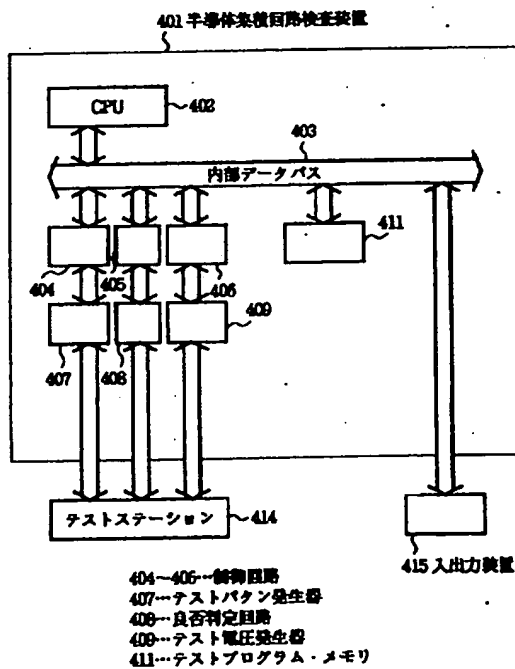 401 半導体集積回路検査装置
CPU
402
403
内部データバス
404
405
406
411
407
408
409
テストステーション
414
415 入出力装置
404~406…制御回路
407…テストパタン発生器
408…良否判定回路
409…テスト電圧発生器
411…テストプログラム・メモリ